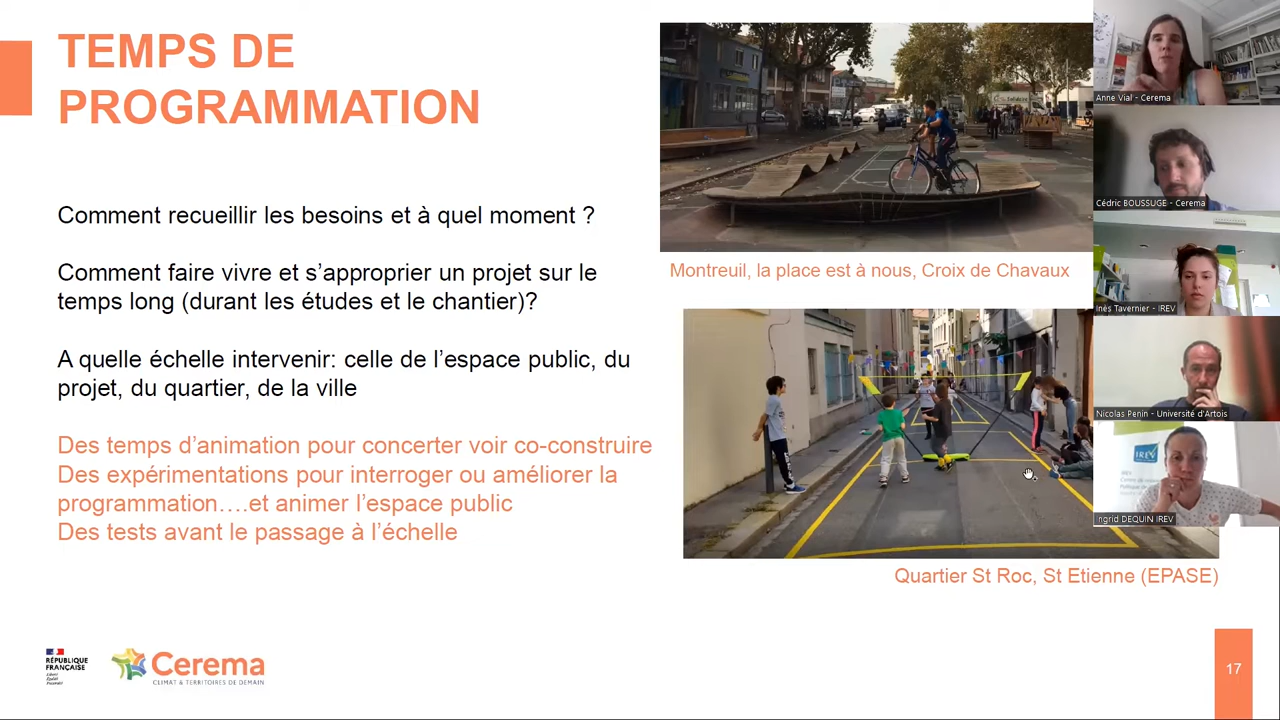 TEMPS DE
PROGRAMMATION
Comment recueillir les besoins et à quel moment ?
Comment faire vivre et s’approprier un projet sur le
temps long (durant les études et le chantier)?
A quelle échelle intervenir: celle de l’espace public, du
projet, du quartier, de la ville
Des temps d’animation pour concerter voir co-construire
Des expérimentations pour interroger ou améliorer la
programmation….et animer l’espace public
Des tests avant le passage à l’échelle
Montreuil, la place est à nous, Croix de Chavaux
Quartier St Roc, St Etienne (EPASE)
Anne Vial - Cerema
Cédric BOUSSUGE - Cerema
Inès Tavernier - IREV
Nicolas Penin - Université d'Artois
IREV
Ingrid DEQUIN IREV
RÉPUBLIQUE
FRANÇAISE
Liberté
Égalité
Fraternité
Cerema
CLIMAT & TERRITOIRES DE DEMAIN
17